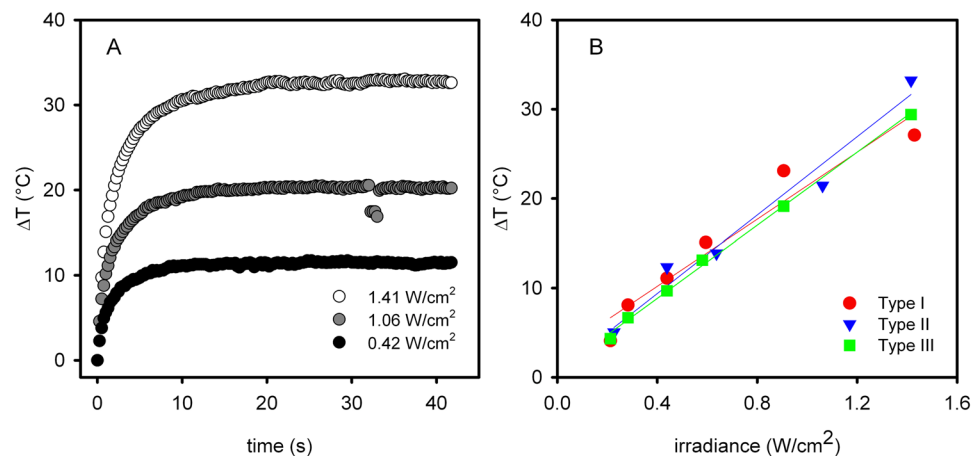 A
40
30
20
10
0
ΔT (°C)
1.41 W/cm²
1.06 W/cm²
0.42 W/cm²
0 10 20 30 40
time (s)
B
40
30
20
10
0
ΔT (°C)
Type I
Type II
Type III
0.0 0.4 0.8 1.2 1.6
irradiance (W/cm²)